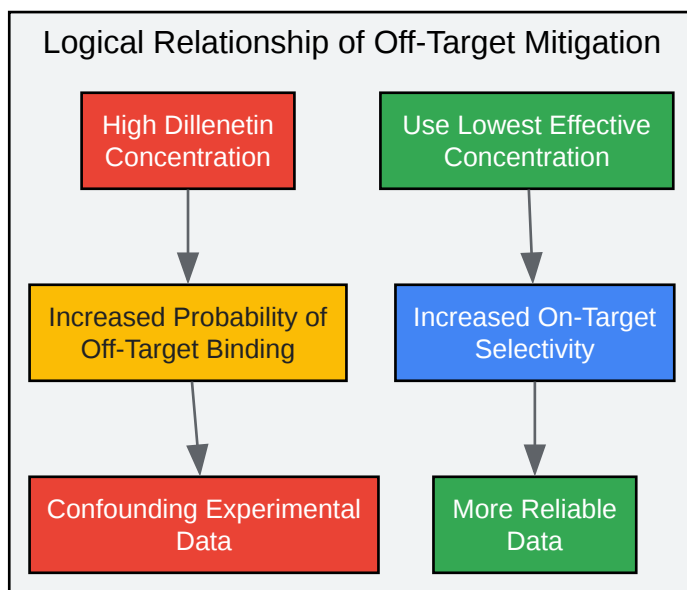 Logical Relationship of Off-Target Mitigation
High Dillenetin
Concentration
Use Lowest Effective
Concentration
Increased Probability of
Off-Target Binding
Increased On-Target
Selectivity
Confounding Experimental
Data
More Reliable
Data